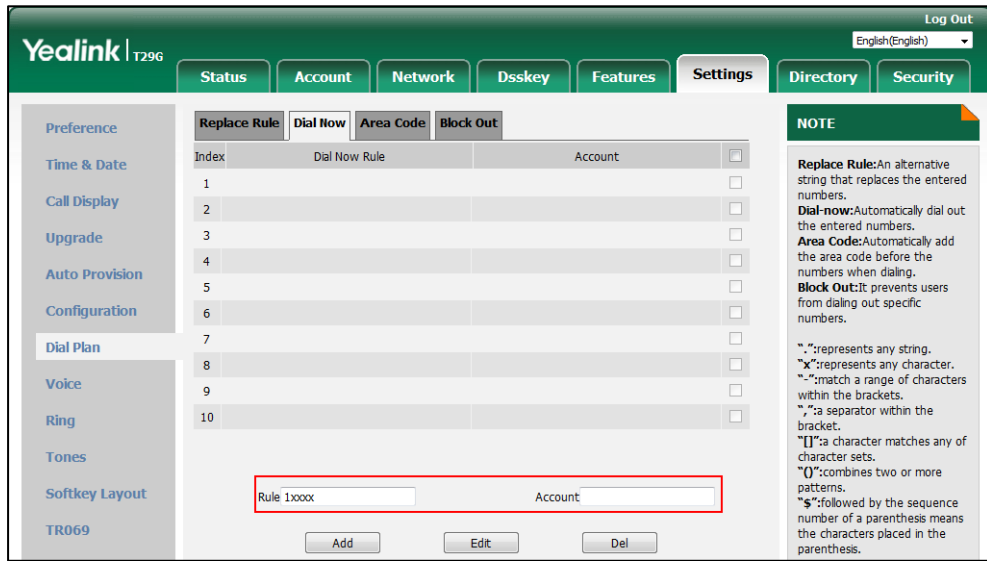 Log Out
Yealink | T29G
English(English)
Status Account Network Dsskey Features Settings Directory Security
Preference
Time & Date
Call Display
Upgrade
Auto Provision
Configuration
Dial Plan
Voice
Ring
Tones
Softkey Layout
TR069
Replace Rule Dial Now Area Code Block Out
Index Dial Now Rule Account
1
2
3
4
5
6
7
8
9
10
Rule 1xxxx Account
Add Edit Del
NOTE
Replace Rule:An alternative
string that replaces the entered
numbers.
Dial-now:Automatically dial out
the entered numbers.
Area Code:Automatically add
the area code before the
numbers when dialing.
Block Out:It prevents users
from dialing out specific
numbers.
".":represents any string.
"x":represents any character.
"-":match a range of characters
within the brackets.
",":a separator within the
bracket.
"[]":a character matches any of
character sets.
"()":combines two or more
patterns.
"$":followed by the sequence
number of a parenthesis means
the characters placed in the
parenthesis.